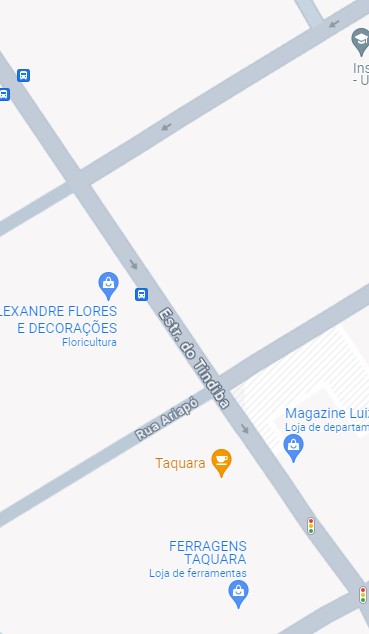 Ins
- U
LEXANDRE FLORES
E DECORAÇÕES
Floricultura
Estr. do Tindiba
Rua Ariapó
Magazine Luiz
Loja de departam
Taquara
FERRAGENS
TAQUARA
Loja de ferramentas